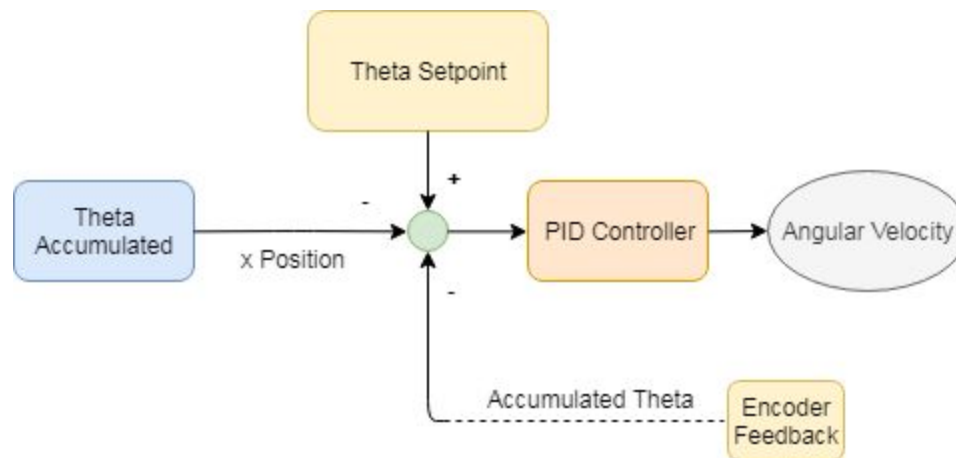 Theta Setpoint
+
-
Theta
Accumulated
x Position
PID Controller
Angular Velocity
-
Accumulated Theta
Encoder
Feedback